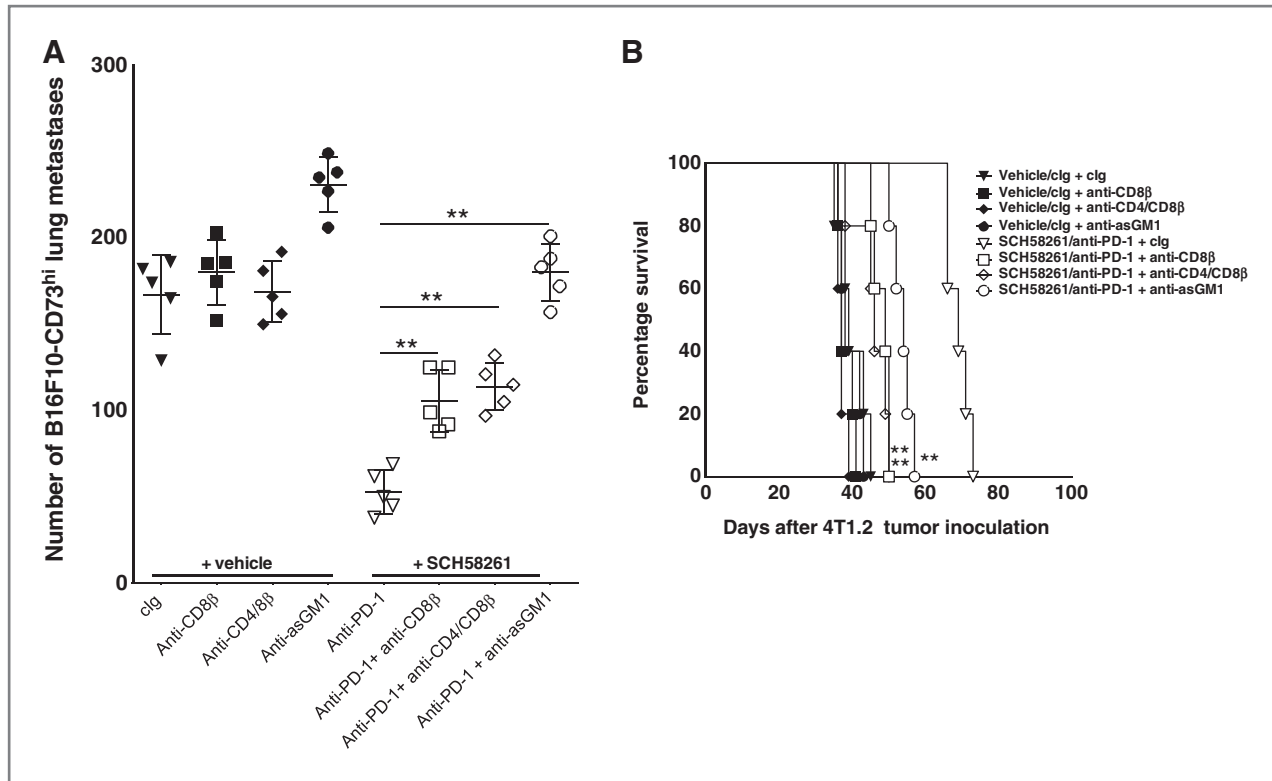 A
Number of B16F10-CD73hi lung metastases
300
200
100
0
**
**
**
+ vehicle
+ SCH58261
cIg
Anti-CD8β
Anti-CD4/8β
Anti-asGM1
Anti-PD-1
Anti-PD-1+ anti-CD8β
Anti-PD-1+ anti-CD4/CD8β
Anti-PD-1 + anti-asGM1
B
Percentage survival
100
80
60
40
20
0
0
20
40
60
80
100
**
**
**
Days after 4T1.2 tumor inoculation
Vehicle/cIg + cIg
Vehicle/cIg + anti-CD8β
Vehicle/cIg + anti-CD4/CD8β
Vehicle/cIg + anti-asGM1
SCH58261/anti-PD-1 + cIg
SCH58261/anti-PD-1 + anti-CD8β
SCH58261/anti-PD-1 + anti-CD4/CD8β
SCH58261/anti-PD-1 + anti-asGM1